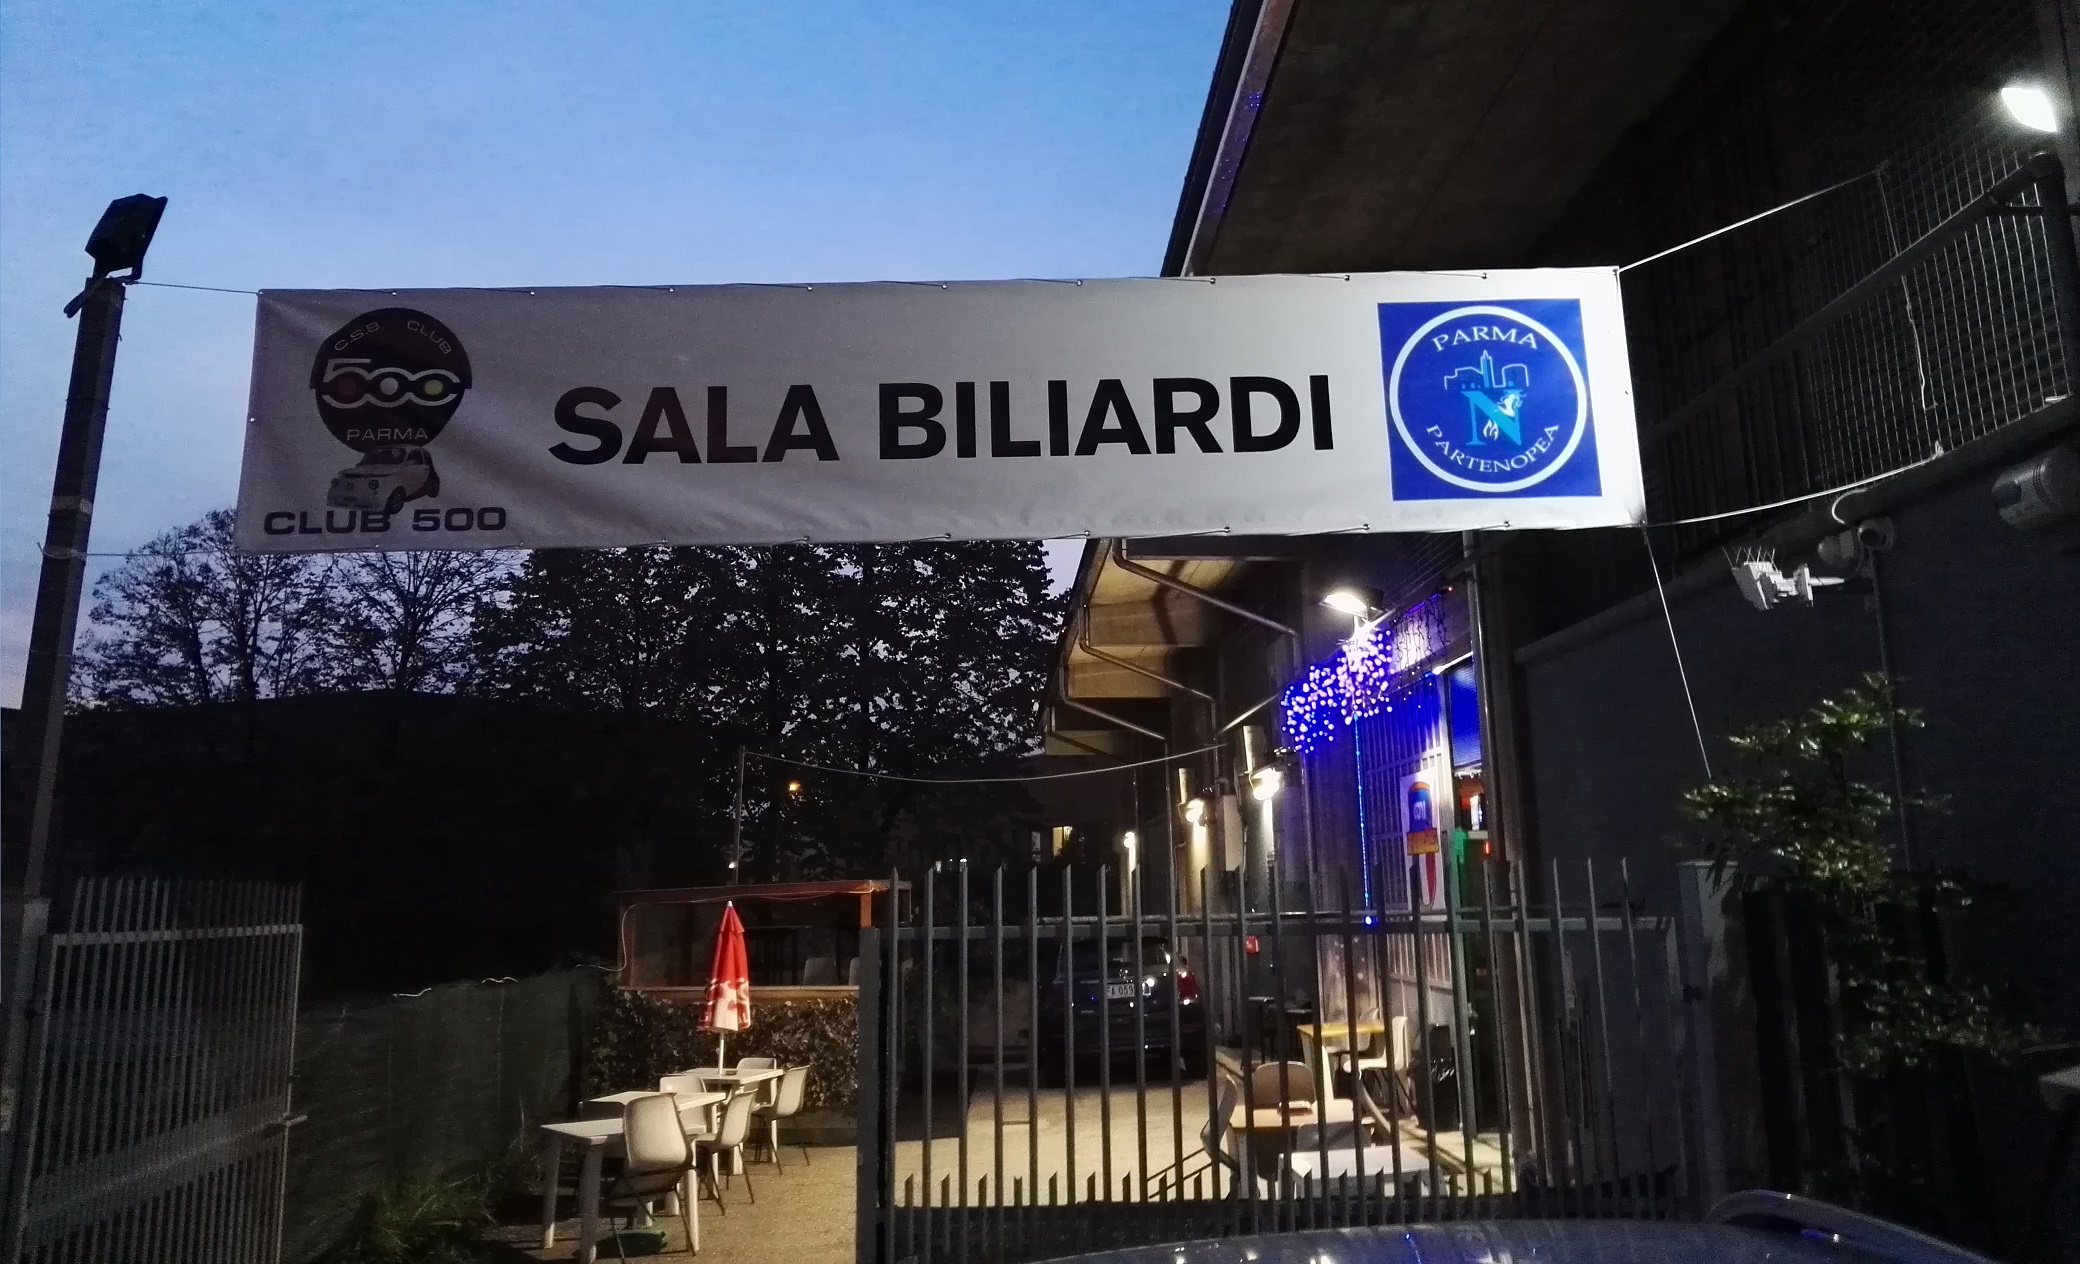 C.S.B. CLUB
500
PARMA
CLUB 500
SALA BILIARDI
PARMA
N
PARTENOPEA